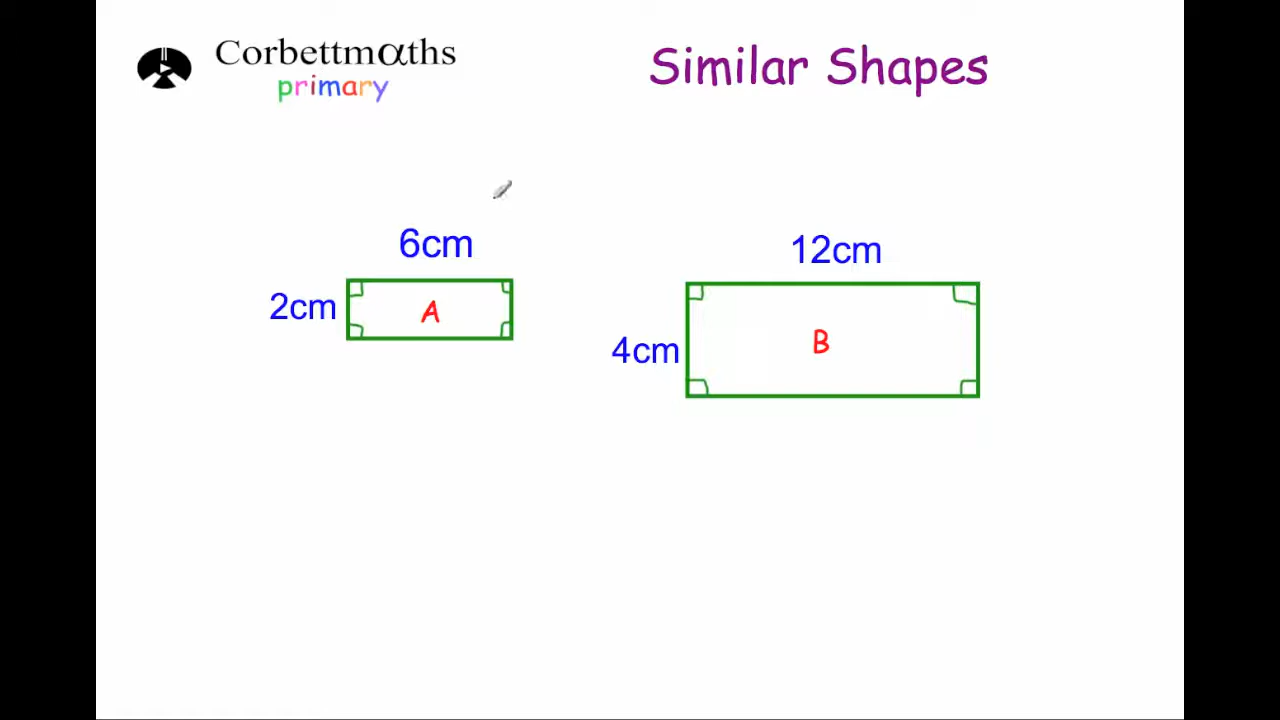 Corbettmαths
primary
Similar Shapes
6cm
2cm
A
12cm
4cm
B